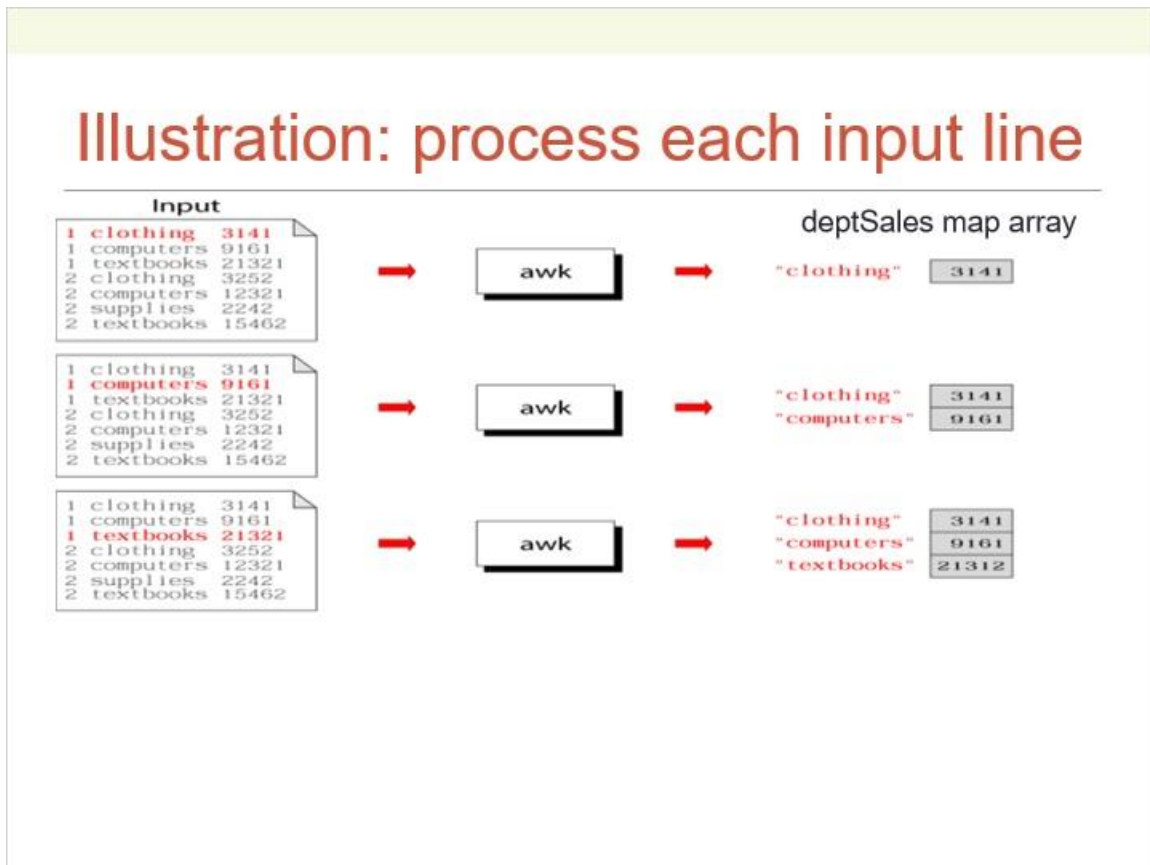 Illustration: process each input line
Input
deptSales map array
1 clothing 3141
1 computers 9161
1 textbooks 21321
2 clothing 3252
2 computers 12321
2 supplies 2242
2 textbooks 15462
awk
"clothing" 3141
1 clothing 3141
1 computers 9161
1 textbooks 21321
2 clothing 3252
2 computers 12321
2 supplies 2242
2 textbooks 15462
awk
"clothing" 3141
"computers" 9161
1 clothing 3141
1 computers 9161
1 textbooks 21321
2 clothing 3252
2 computers 12321
2 supplies 2242
2 textbooks 15462
awk
"clothing" 3141
"computers" 9161
"textbooks" 21312